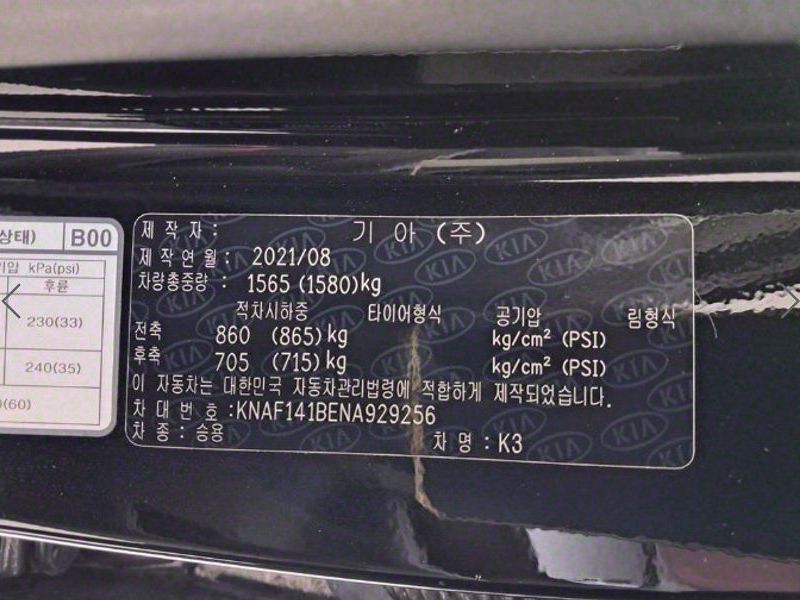 상태) B00
기압 kPa(psi)
후륜
230(33)
240(35)
(60)
제작자 : 기 아 (주)
제작연월 : 2021/08
차량총중량 : 1565 (1580)kg
적차시하중 타이어형식 공기압 림형식
전축 860 (865) kg kg/cm² (PSI)
후축 705 (715) kg kg/cm² (PSI)
이 자동차는 대한민국 자동차관리법령에 적합하게 제작되었습니다.
차 대 번 호 : KNAF141BENA929256
차 종 : 승용 차 명 : K3